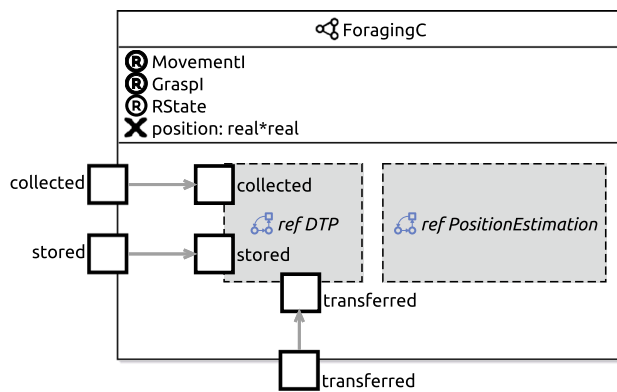 ForagingC
R MovementI
R GraspI
R RState
X position: real*real
collected
collected
ref DTP
ref PositionEstimation
stored
stored
transferred
transferred